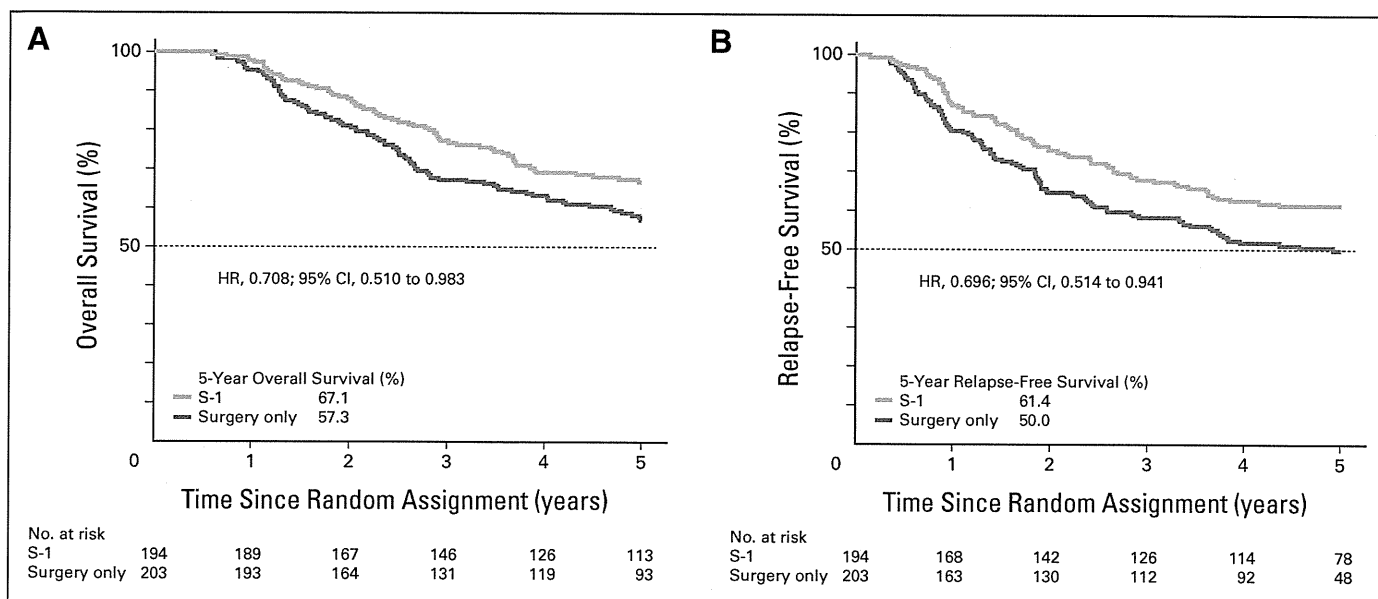 A
Overall Survival (%)
100
50
0
HR, 0.708; 95% CI, 0.510 to 0.983
5-Year Overall Survival (%)
S-1 67.1
Surgery only 57.3
1 2 3 4 5
Time Since Random Assignment (years)
No. at risk
S-1 194 189 167 146 126 113
Surgery only 203 193 164 131 119 93
B
Relapse-Free Survival (%)
100
50
0
HR, 0.696; 95% CI, 0.514 to 0.941
5-Year Relapse-Free Survival (%)
S-1 61.4
Surgery only 50.0
1 2 3 4 5
Time Since Random Assignment (years)
No. at risk
S-1 194 168 142 126 114 78
Surgery only 203 163 130 112 92 48